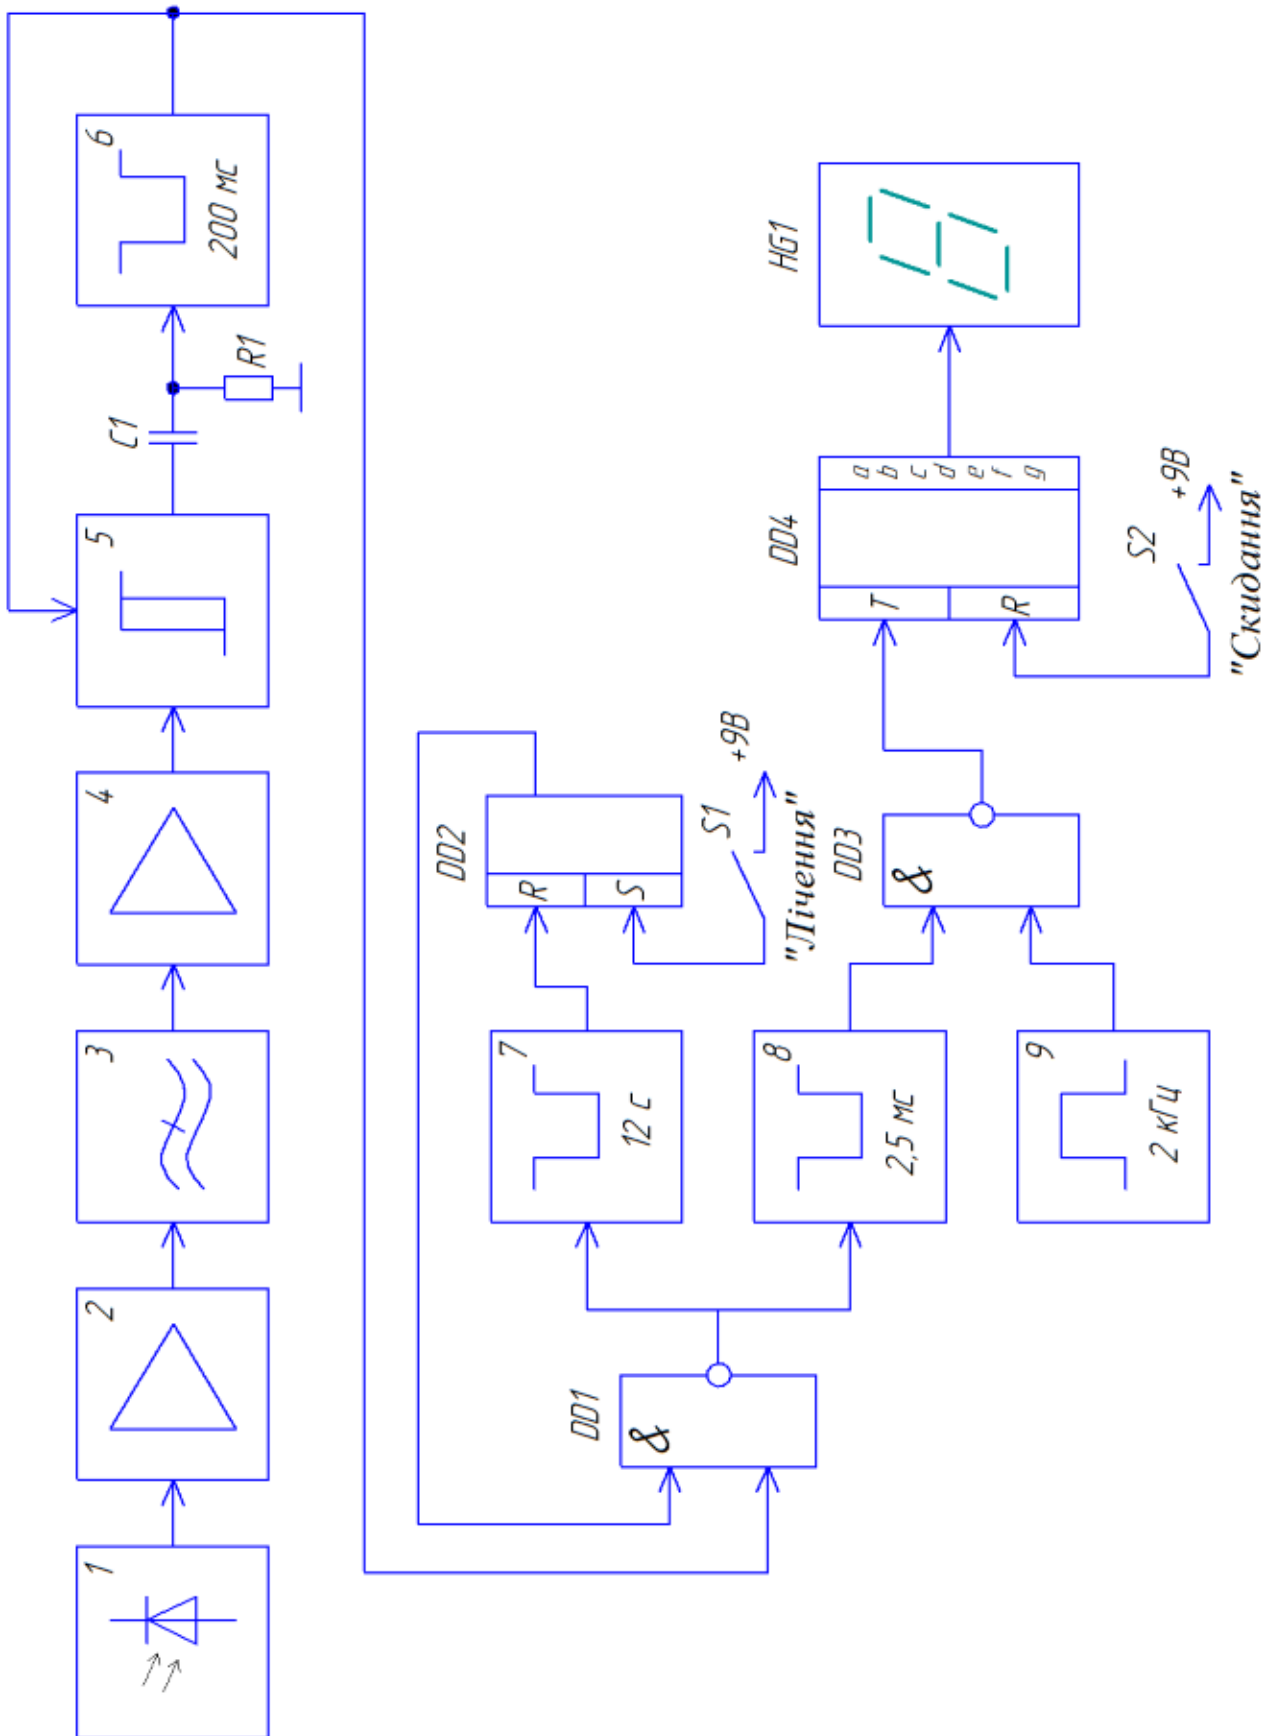 1
2
3
4
5
C1
R1
6
200 мс
DD1
&
7
12 с
8
2,5 мс
9
2 кГц
DD2
R
S
S1
+9В
"Лічення"
DD3
&
DD4
T
R
a
b
c
d
e
f
g
S2
+9В
"Скидання"
HG1